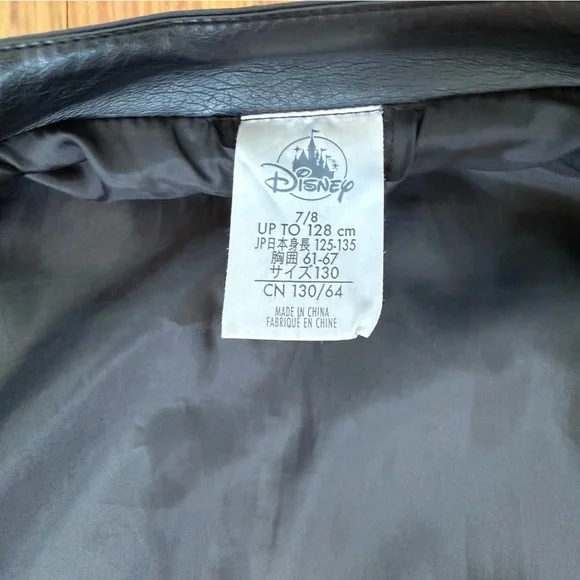 Disney
7/8
UP TO 128 cm
JP日本身長 125-135
胸囲 61-67
サイズ130
CN 130/64
MADE IN CHINA
FABRIQUE EN CHINE